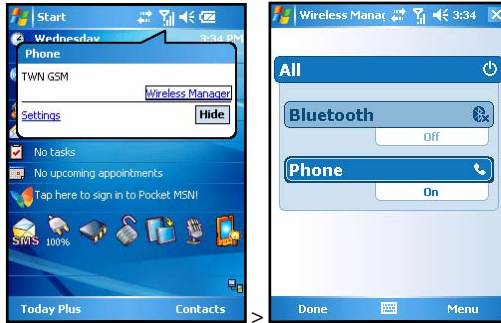 Start
Wednesday
3:34 PM
Phone
TWN GSM
Wireless Manager
Settings
Hide
No tasks
No upcoming appointments
Tap here to sign in to Pocket MSN!
SMS 100%
Today Plus
Contacts
>
Wireless Manag
3:34
All
Bluetooth
Off
Phone
On
Done
Menu